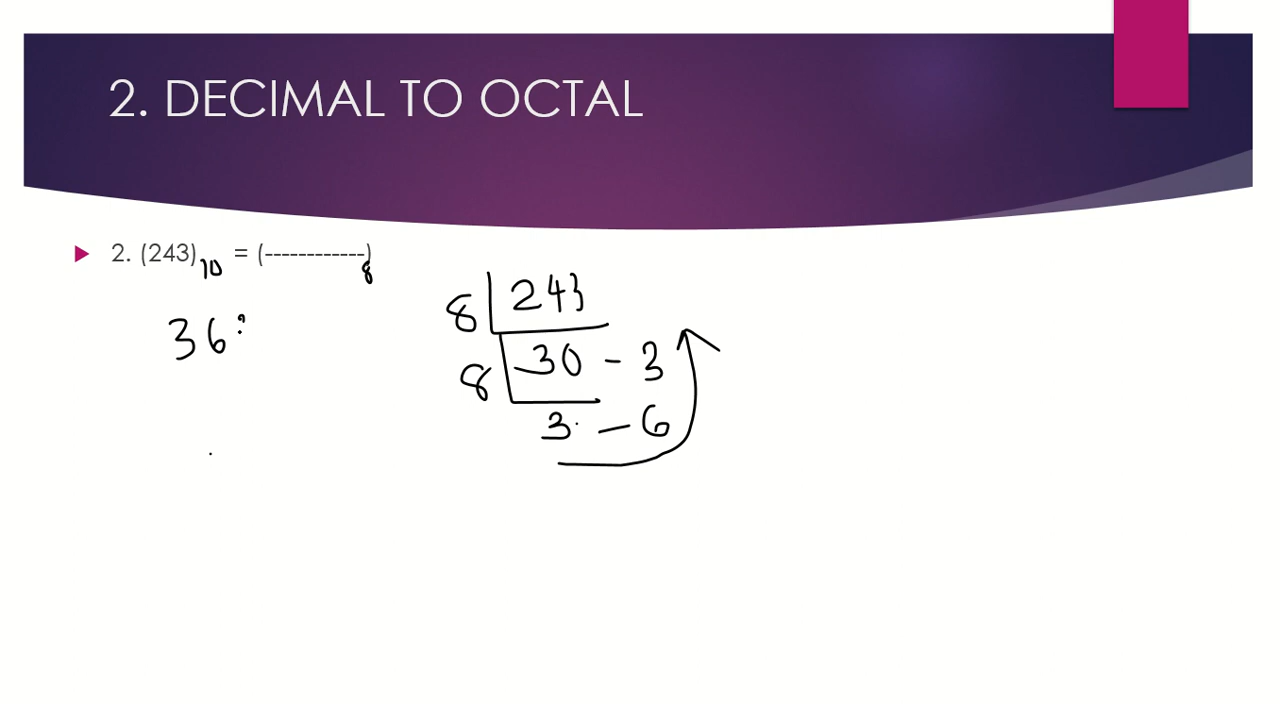 2. DECIMAL TO OCTAL
2. (243)10 = (------------)8
36
8 243
8 30 - 3
3 - 6